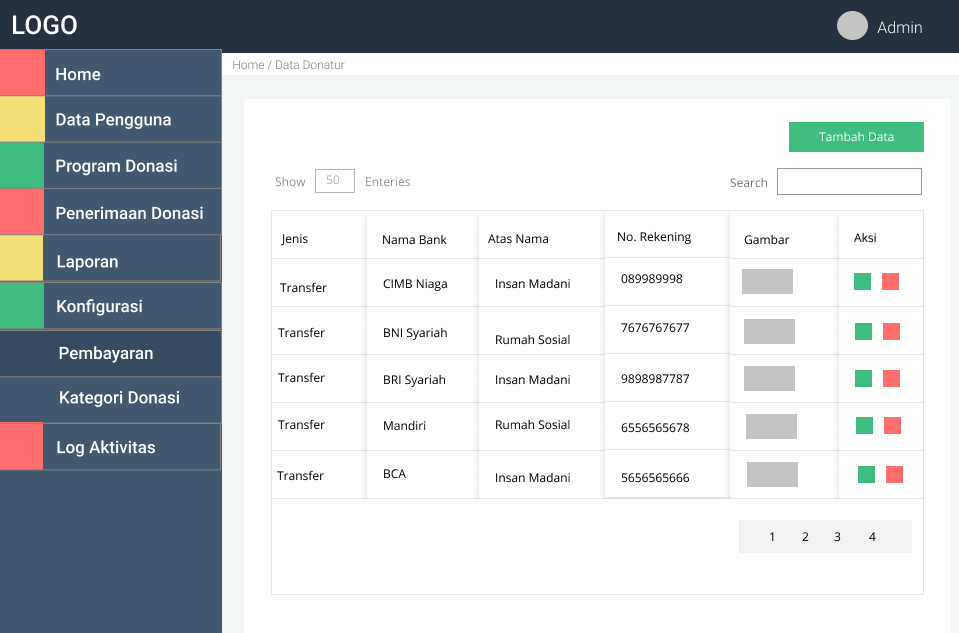 LOGO
Admin
Home
Data Pengguna
Program Donasi
Penerimaan Donasi
Laporan
Konfigurasi
Pembayaran
Kategori Donasi
Log Aktivitas
Home / Data Donatur
Tambah Data
Show 50 Enteries
Search
Jenis Nama Bank Atas Nama No. Rekening Gambar Aksi
Transfer CIMB Niaga Insan Madani 089989998
Transfer BNI Syariah Rumah Sosial 7676767677
Transfer BRI Syariah Insan Madani 9898987787
Transfer Mandiri Rumah Sosial 6556565678
Transfer BCA Insan Madani 5656565666
1 2 3 4